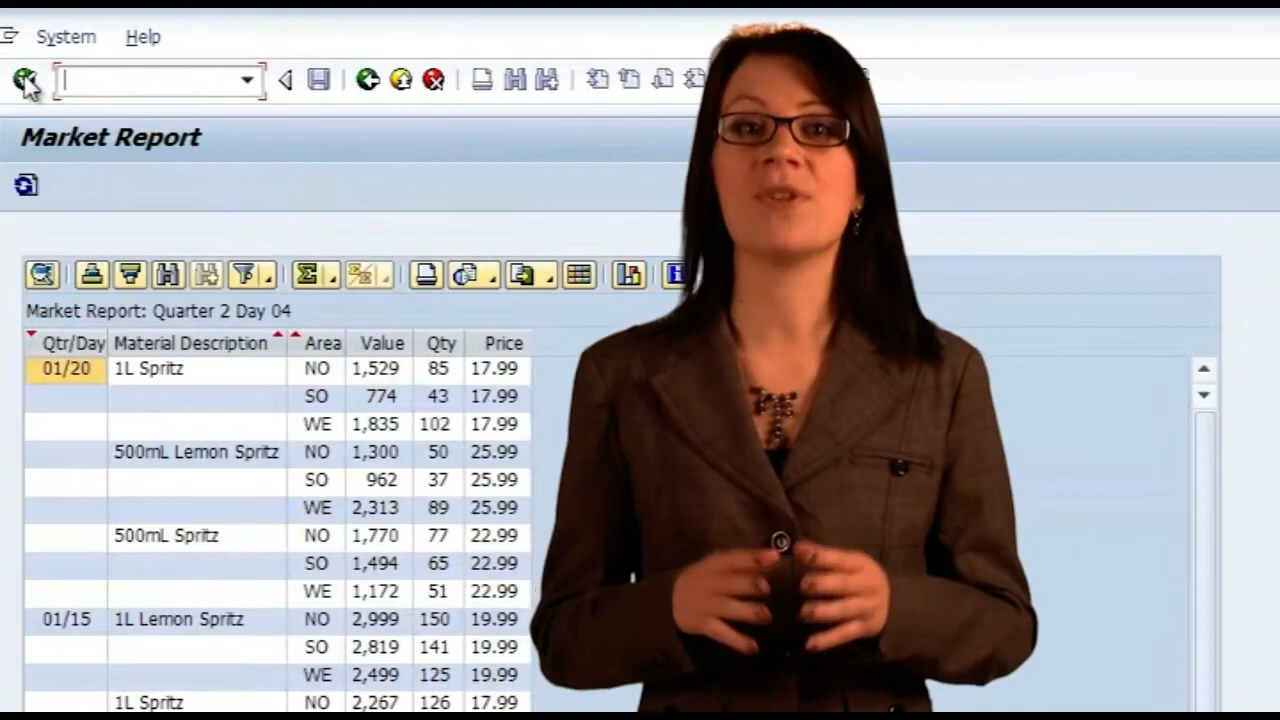 System Help
Market Report
Market Report: Quarter 2 Day 04
Qtr/Day Material Description Area Value Qty Price
01/20 1L Spritz NO 1,529 85 17.99
SO 774 43 17.99
WE 1,835 102 17.99
500mL Lemon Spritz NO 1,300 50 25.99
SO 962 37 25.99
WE 2,313 89 25.99
500mL Spritz NO 1,770 77 22.99
SO 1,494 65 22.99
WE 1,172 51 22.99
01/15 1L Lemon Spritz NO 2,999 150 19.99
SO 2,819 141 19.99
WE 2,499 125 19.99
1L Spritz NO 2,267 126 17.99